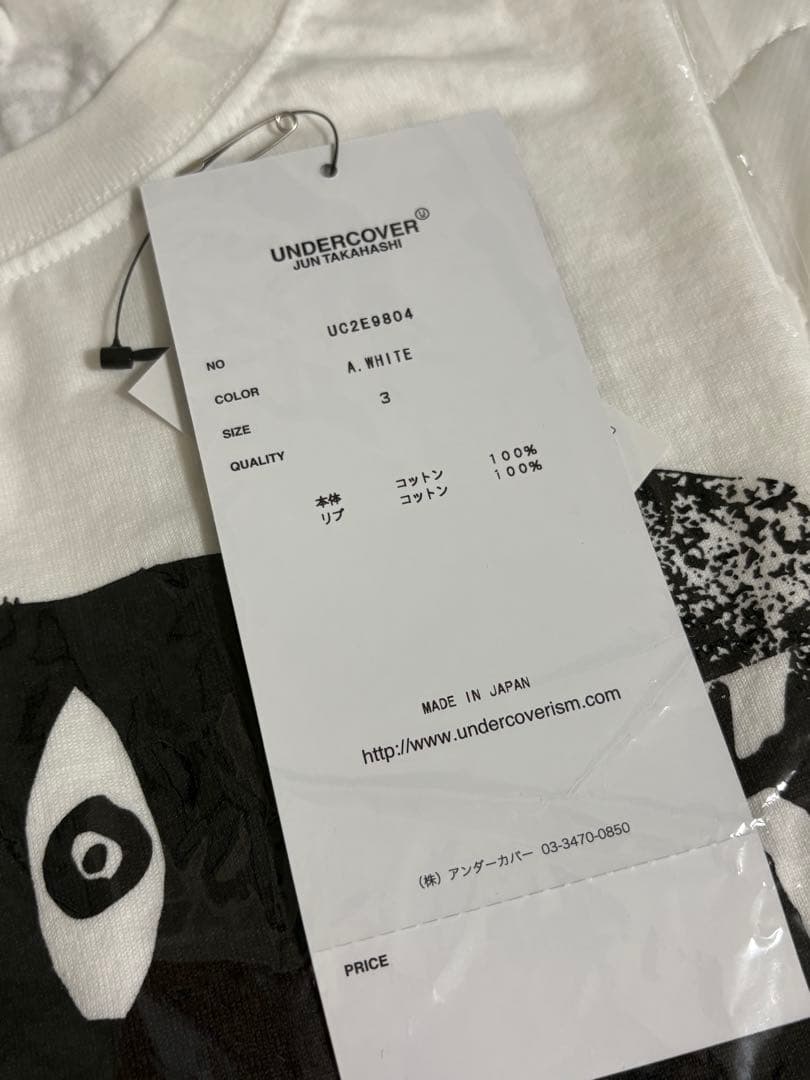 UNDERCOVER Ⓤ
JUN TAKAHASHI
NO UC2E9804
COLOR A.WHITE
SIZE 3
QUALITY
本体 コットン 100%
リブ コットン 100%
MADE IN JAPAN
http://www.undercoverism.com
(株) アンダーカバー 03-3470-0850
PRICE